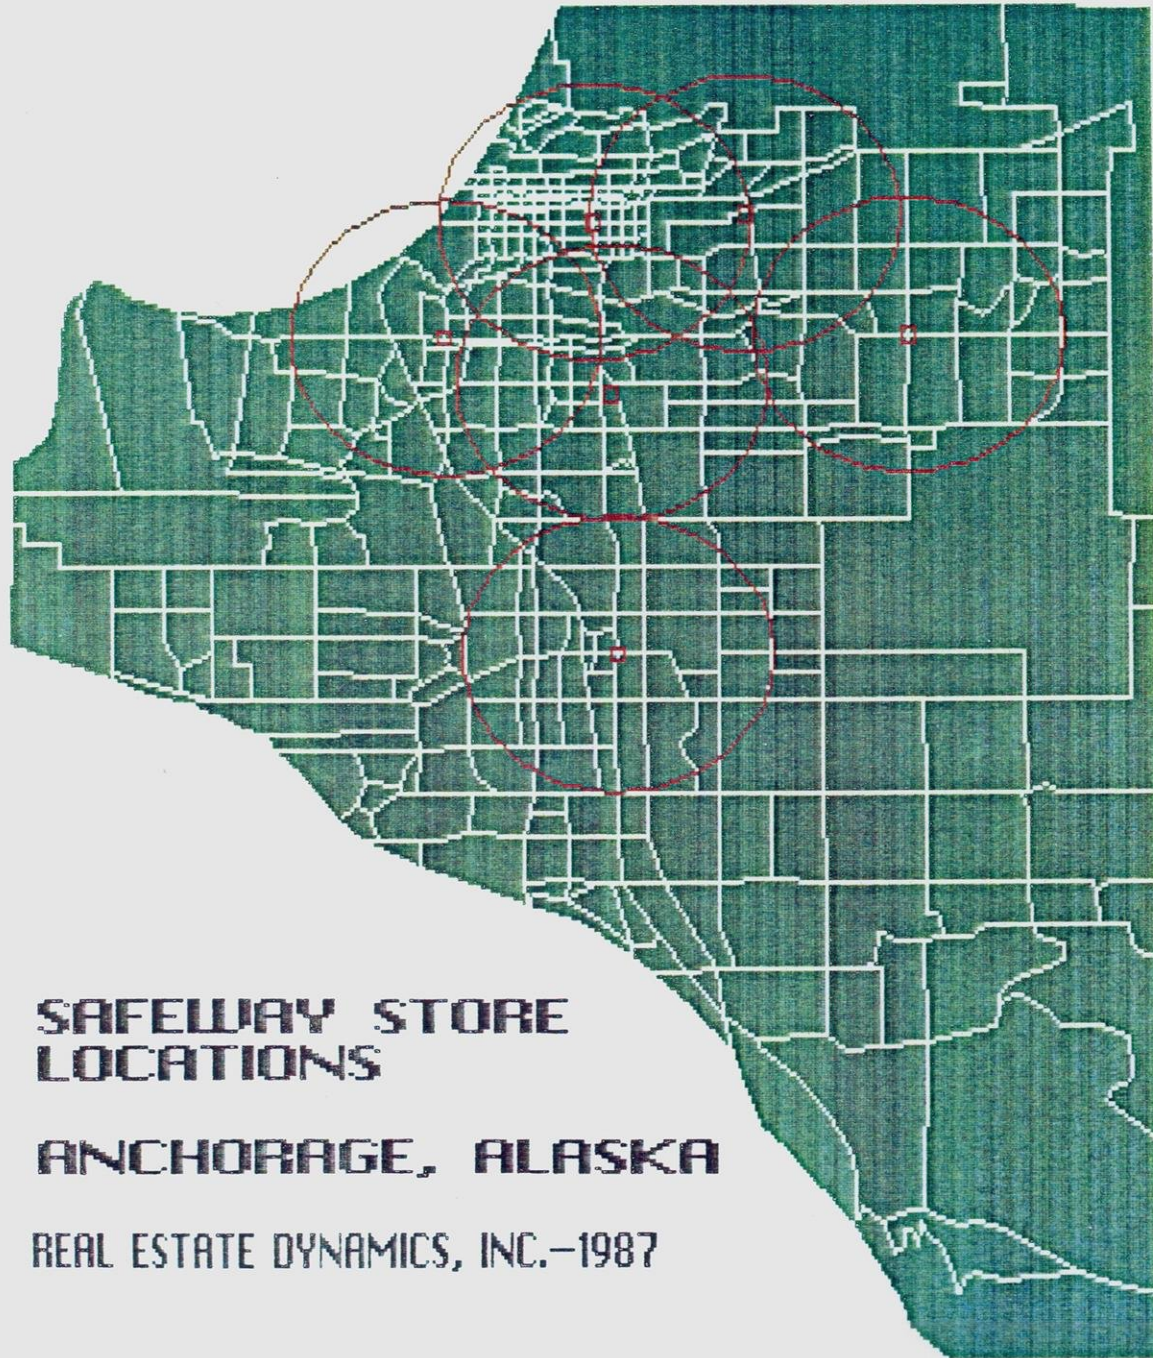 SAFEWAY STORE
LOCATIONS
ANCHORAGE, ALASKA
REAL ESTATE DYNAMICS, INC.-1987